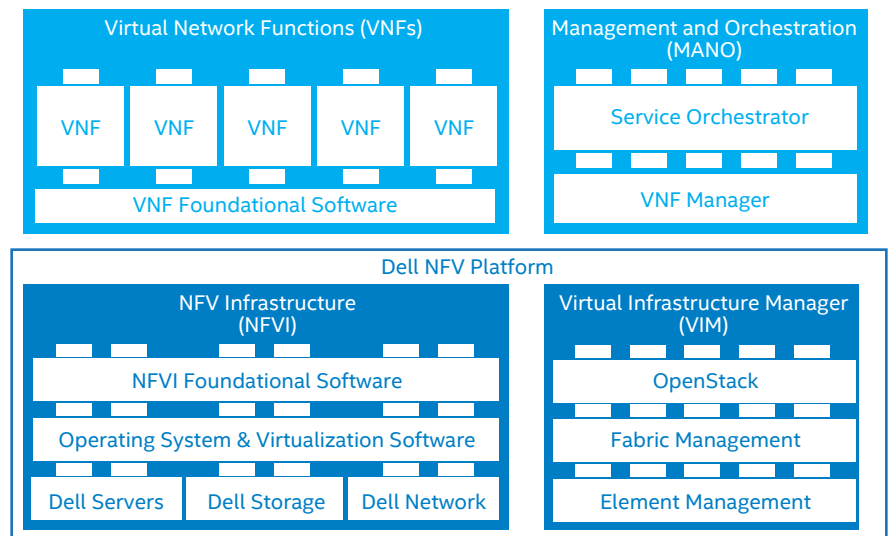 Virtual Network Functions (VNFs)
VNF VNF VNF VNF VNF
VNF Foundational Software
Management and Orchestration
(MANO)
Service Orchestrator
VNF Manager
Dell NFV Platform
NFV Infrastructure
(NFVI)
NFVI Foundational Software
Operating System & Virtualization Software
Dell Servers Dell Storage Dell Network
Virtual Infrastructure Manager
(VIM)
OpenStack
Fabric Management
Element Management